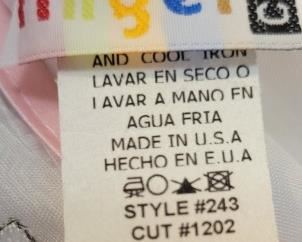 AND COOL IRON
LAVAR EN SECO O
LAVAR A MANO EN
AGUA FRIA
MADE IN U.S.A
HECHO EN E.U.A
STYLE #243
CUT #1202